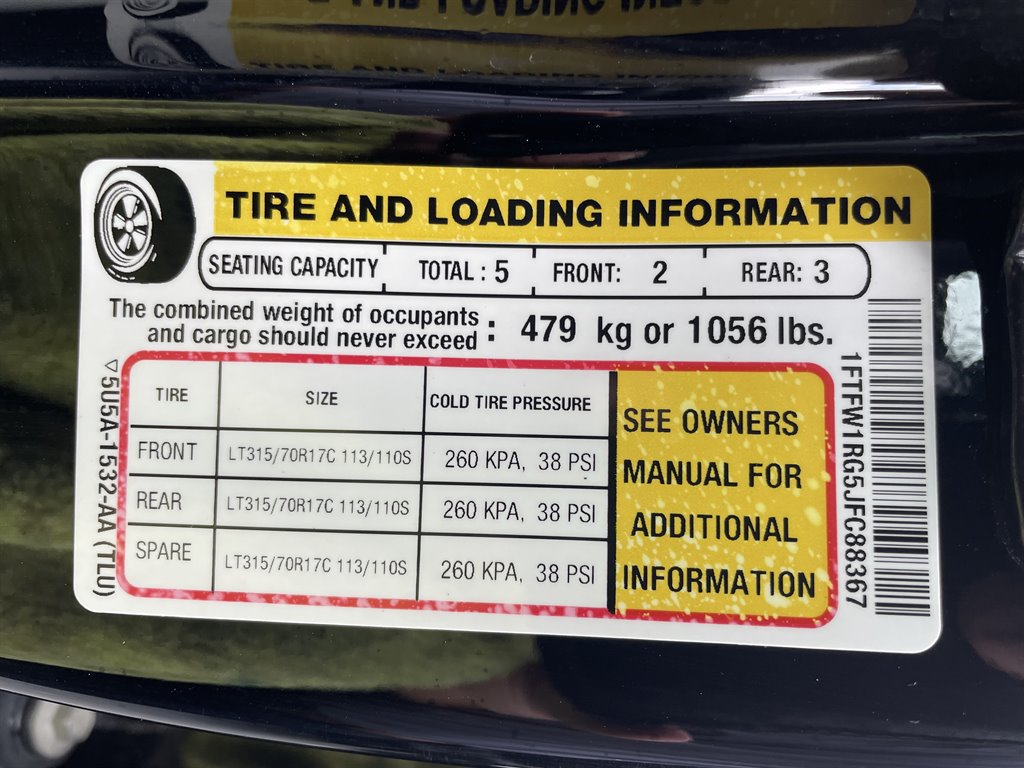 TIRE AND LOADING INFORMATION
SEATING CAPACITY TOTAL : 5 FRONT: 2 REAR: 3
The combined weight of occupants
and cargo should never exceed : 479 kg or 1056 lbs.
TIRE SIZE COLD TIRE PRESSURE
FRONT LT315/70R17C 113/110S 260 KPA, 38 PSI
REAR LT315/70R17C 113/110S 260 KPA, 38 PSI
SPARE LT315/70R17C 113/110S 260 KPA, 38 PSI
SEE OWNERS
MANUAL FOR
ADDITIONAL
INFORMATION
5U5A-1532-AA (TLU)
1FTFW1RG5JFC88367